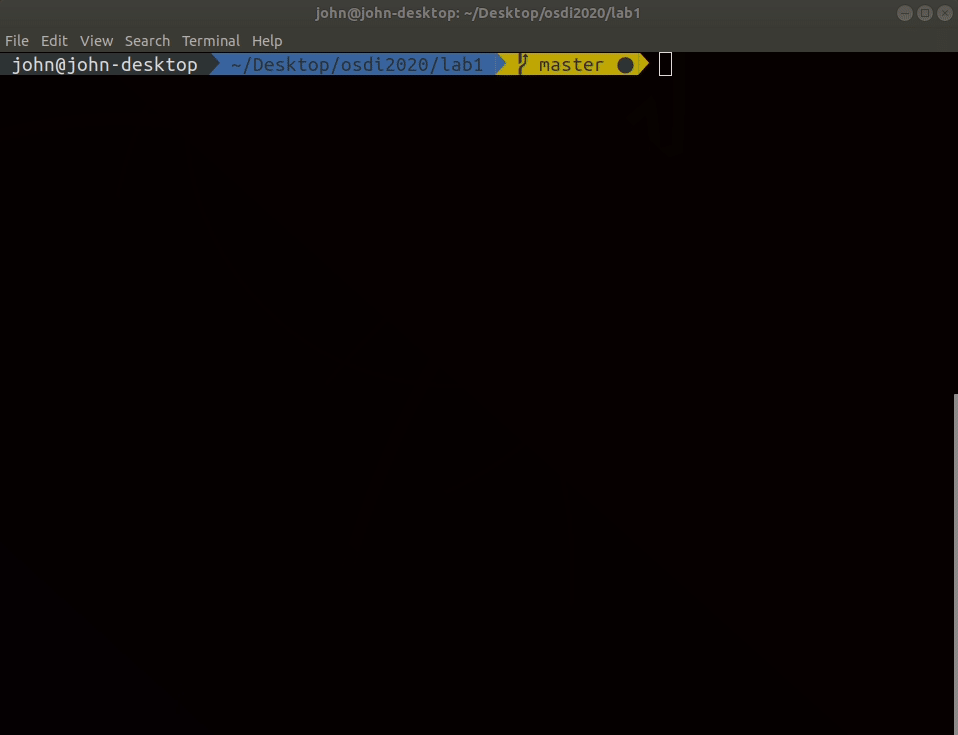 john@john-desktop: ~/Desktop/osdi2020/lab1
File Edit View Search Terminal Help
john@john-desktop ~/Desktop/osdi2020/lab1 master ●